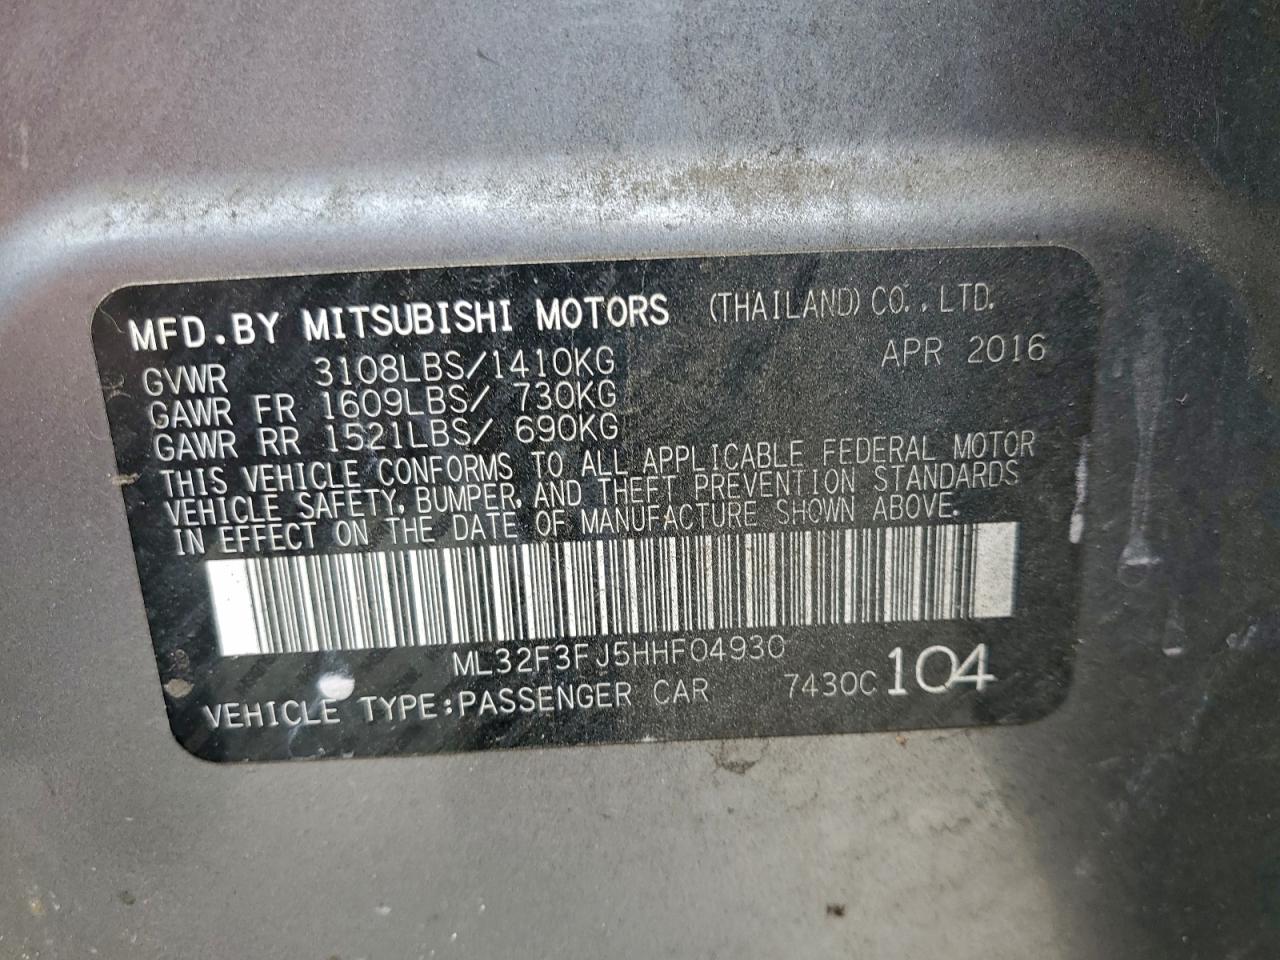 MFD.BY MITSUBISHI MOTORS (THAILAND)CO.,LTD.
GVWR 3108LBS/1410KG APR 2016
GAWR FR 1609LBS/ 730KG
GAWR RR 1521LBS/ 690KG
THIS VEHICLE CONFORMS TO ALL APPLICABLE FEDERAL MOTOR
VEHICLE SAFETY, BUMPER, AND THEFT PREVENTION STANDARDS
IN EFFECT ON THE DATE OF MANUFACTURE SHOWN ABOVE.
ML32F3FJ5HHF04930
VEHICLE TYPE:PASSENGER CAR 7430C 104